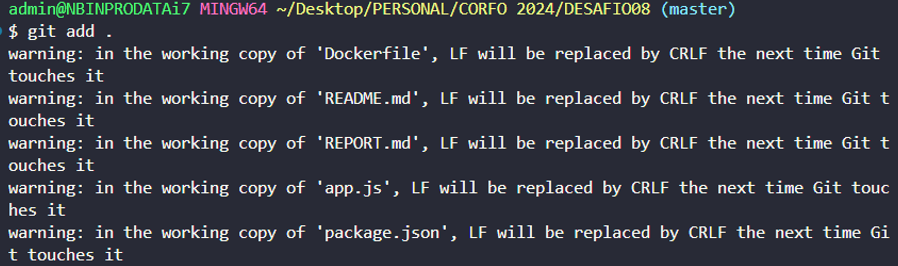 admin@NBINPRODATAi7 MINGW64 ~/Desktop/PERSONAL/CORFO 2024/DESAFIO08 (master)
$ git add .
warning: in the working copy of 'Dockerfile', LF will be replaced by CRLF the next time Git
touches it
warning: in the working copy of 'README.md', LF will be replaced by CRLF the next time Git t
ouches it
warning: in the working copy of 'REPORT.md', LF will be replaced by CRLF the next time Git t
ouches it
warning: in the working copy of 'app.js', LF will be replaced by CRLF the next time Git touc
hes it
warning: in the working copy of 'package.json', LF will be replaced by CRLF the next time Gi
t touches it